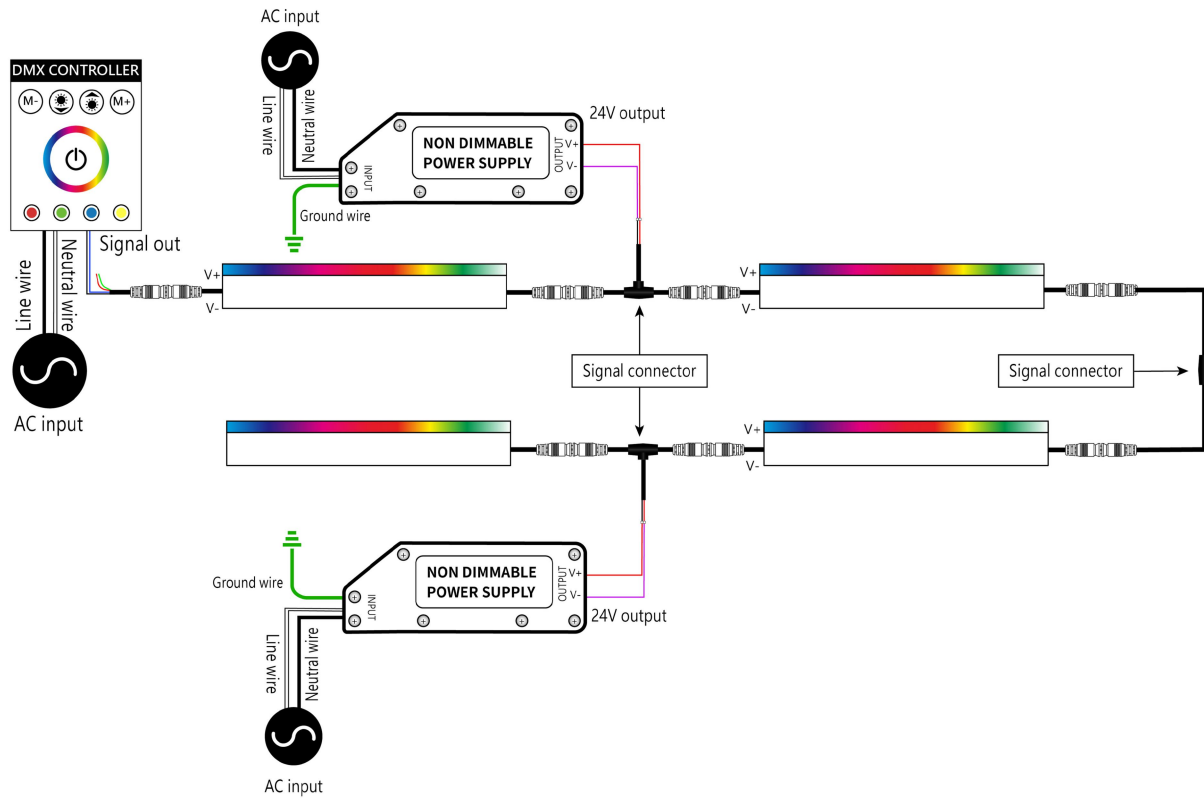 AC input
DMX CONTROLLER
M-
M+
Line wire
Neutral wire
NON DIMMABLE
POWER SUPPLY
INPUT
OUTPUT
V+
V-
24V output
Ground wire
Signal out
Line wire
Neutral wire
AC input
V+
V-
V+
V-
Signal connector
Signal connector
V+
V-
Ground wire
NON DIMMABLE
POWER SUPPLY
INPUT
OUTPUT
V+
V-
24V output
Line wire
Neutral wire
AC input